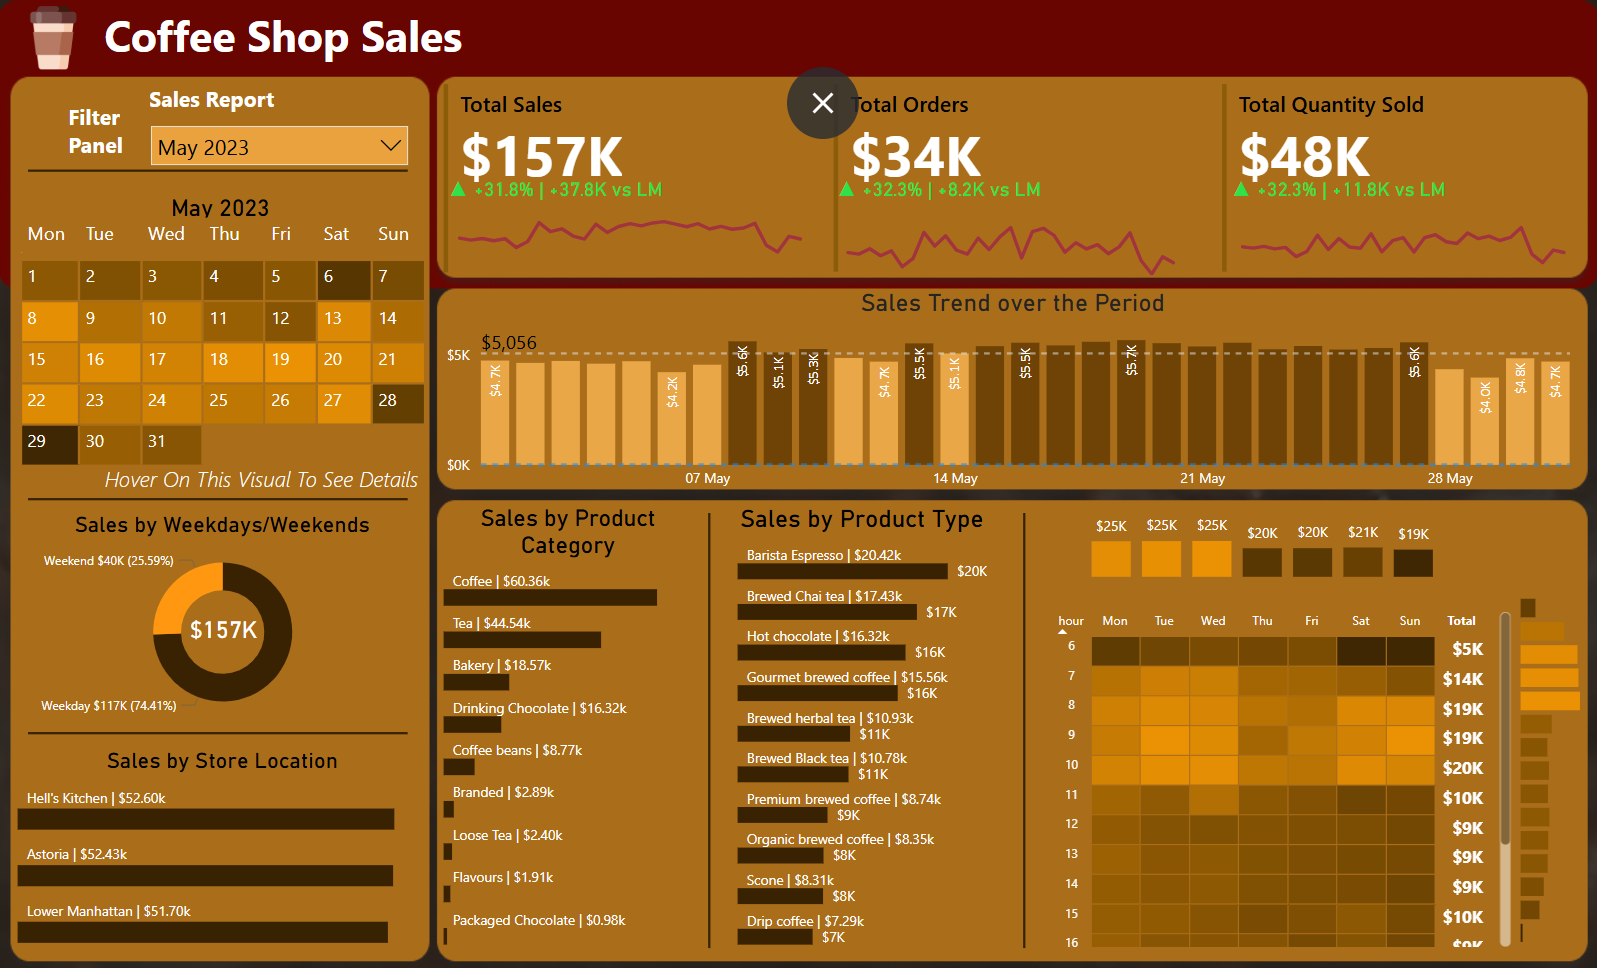 Coffee Shop Sales
Filter
Panel
Sales Report
May 2023
May 2023
Mon Tue Wed Thu Fri Sat Sun
1 2 3 4 5 6 7
8 9 10 11 12 13 14
15 16 17 18 19 20 21
22 23 24 25 26 27 28
29 30 31
Hover On This Visual To See Details
Sales by Weekdays/Weekends
Weekend $40K (25.59%)
$157K
Weekday $117K (74.41%)
Sales by Store Location
Hell's Kitchen | $52.60k
Astoria | $52.43k
Lower Manhattan | $51.70k
Total Sales
$157K
+31.8% | +37.8K vs LM
Total Orders
$34K
+32.3% | +8.2K vs LM
Total Quantity Sold
$48K
+32.3% | +11.8K vs LM
Sales Trend over the Period
$5,056
$5K
$4.7K $4.2K $5.6K $5.1K $5.3K $4.7K $5.5K $5.1K $5.5K $5.7K $5.6K $4.0K $4.8K $4.7K
$0K
07 May 14 May 21 May 28 May
Sales by Product
Category
Coffee | $60.36k
Tea | $44.54k
Bakery | $18.57k
Drinking Chocolate | $16.32k
Coffee beans | $8.77k
Branded | $2.89k
Loose Tea | $2.40k
Flavours | $1.91k
Packaged Chocolate | $0.98k
Sales by Product Type
Barista Espresso | $20.42k
$20K
Brewed Chai tea | $17.43k
$17K
Hot chocolate | $16.32k
$16K
Gourmet brewed coffee | $15.56k
$16K
Brewed herbal tea | $10.93k
$11K
Brewed Black tea | $10.78k
$11K
Premium brewed coffee | $8.74k
$9K
Organic brewed coffee | $8.35k
$8K
Scone | $8.31k
$8K
Drip coffee | $7.29k
$7K
$25K $25K $25K $20K $20K $21K $19K
hour Mon Tue Wed Thu Fri Sat Sun Total
6 $5K
7 $14K
8 $19K
9 $19K
10 $20K
11 $10K
12 $9K
13 $9K
14 $9K
15 $10K
16 $9K